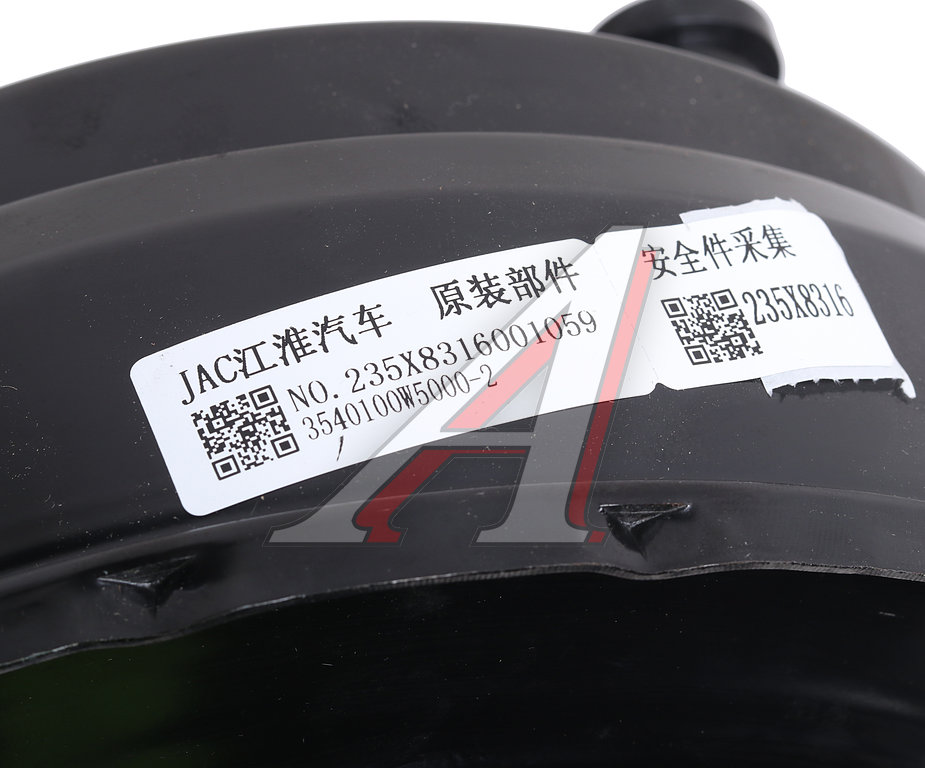 JAC江淮汽车 原装部件
NO. 235X8316001059
3540100W5000-2
安全件采集
235X8316